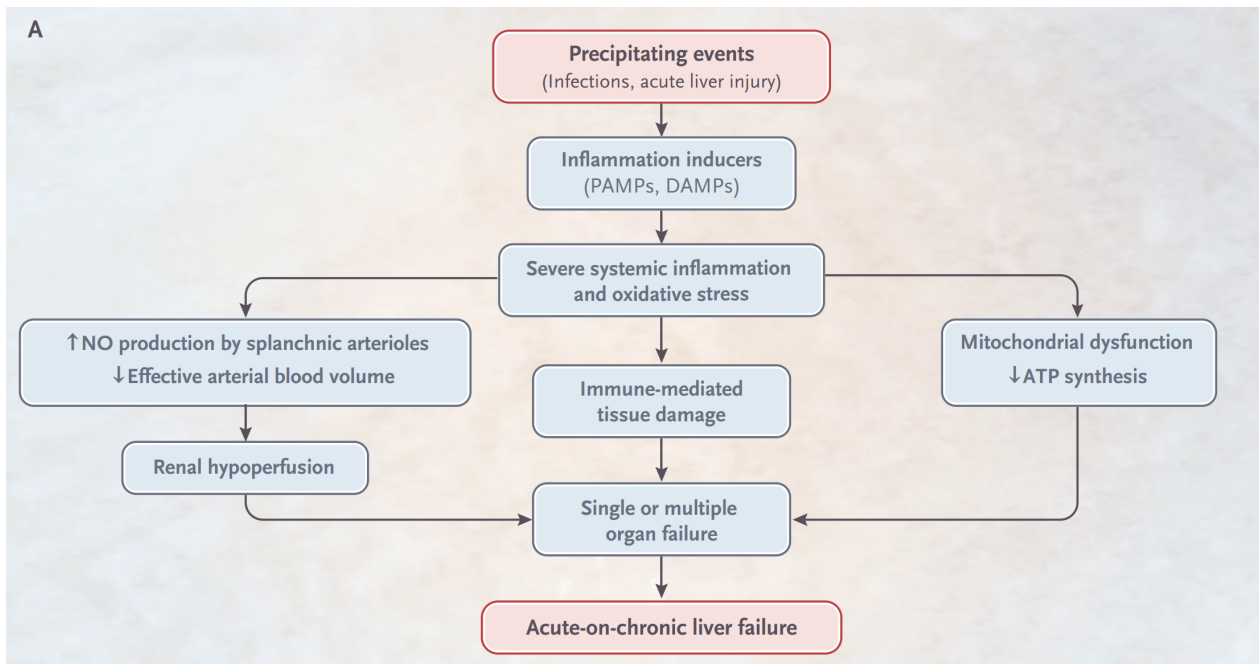 A
Precipitating events
(Infections, acute liver injury)
Inflammation inducers
(PAMPs, DAMPs)
Severe systemic inflammation
and oxidative stress
↑NO production by splanchnic arterioles
↓Effective arterial blood volume
Mitochondrial dysfunction
↓ATP synthesis
Immune-mediated
tissue damage
Renal hypoperfusion
Single or multiple
organ failure
Acute-on-chronic liver failure